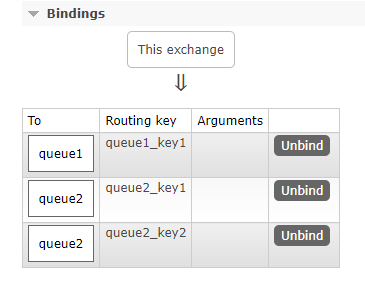 Bindings
This exchange
⇓
To Routing key Arguments
queue1 queue1_key1 Unbind
queue2 queue2_key1 Unbind
queue2 queue2_key2 Unbind